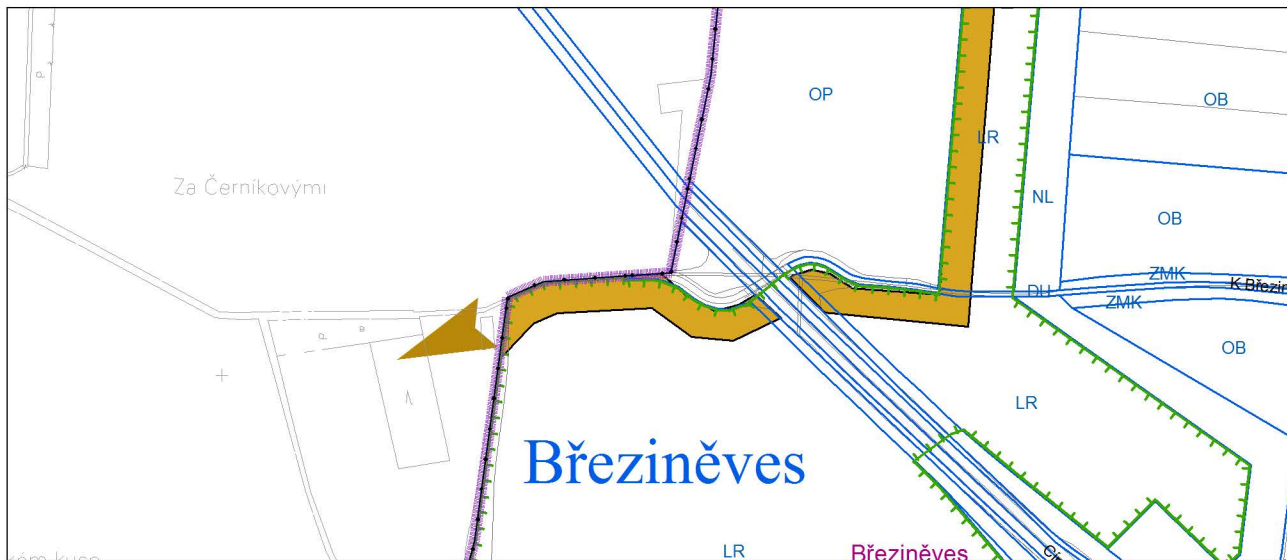 OP
OB
LR
Za Černíkovými
NL
OB
ZMK
K Březin
DU
ZMK
OB
LR
Březiněves
LR
Březiněves